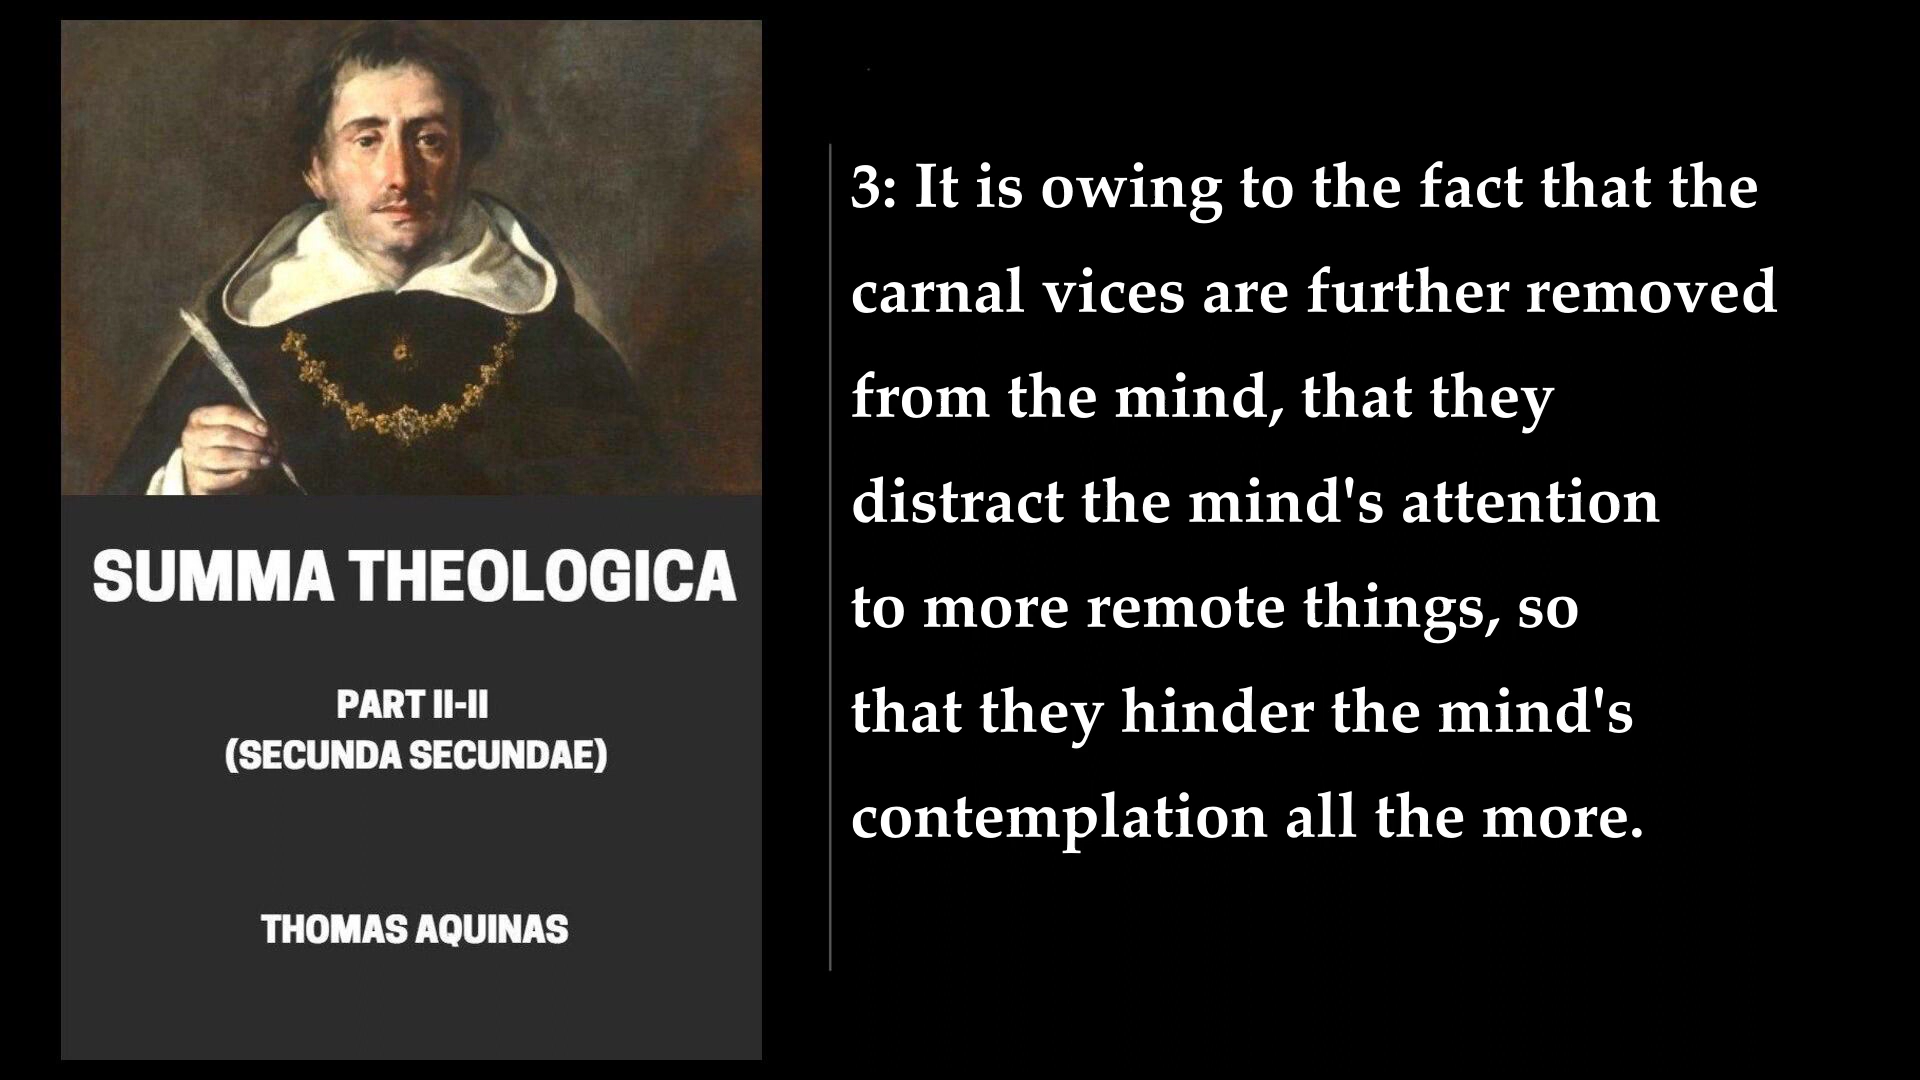 SUMMA THEOLOGICA
PART II-II
(SECUNDA SECUNDAE)
THOMAS AQUINAS
3: It is owing to the fact that the
carnal vices are further removed
from the mind, that they
distract the mind's attention
to more remote things, so
that they hinder the mind's
contemplation all the more.